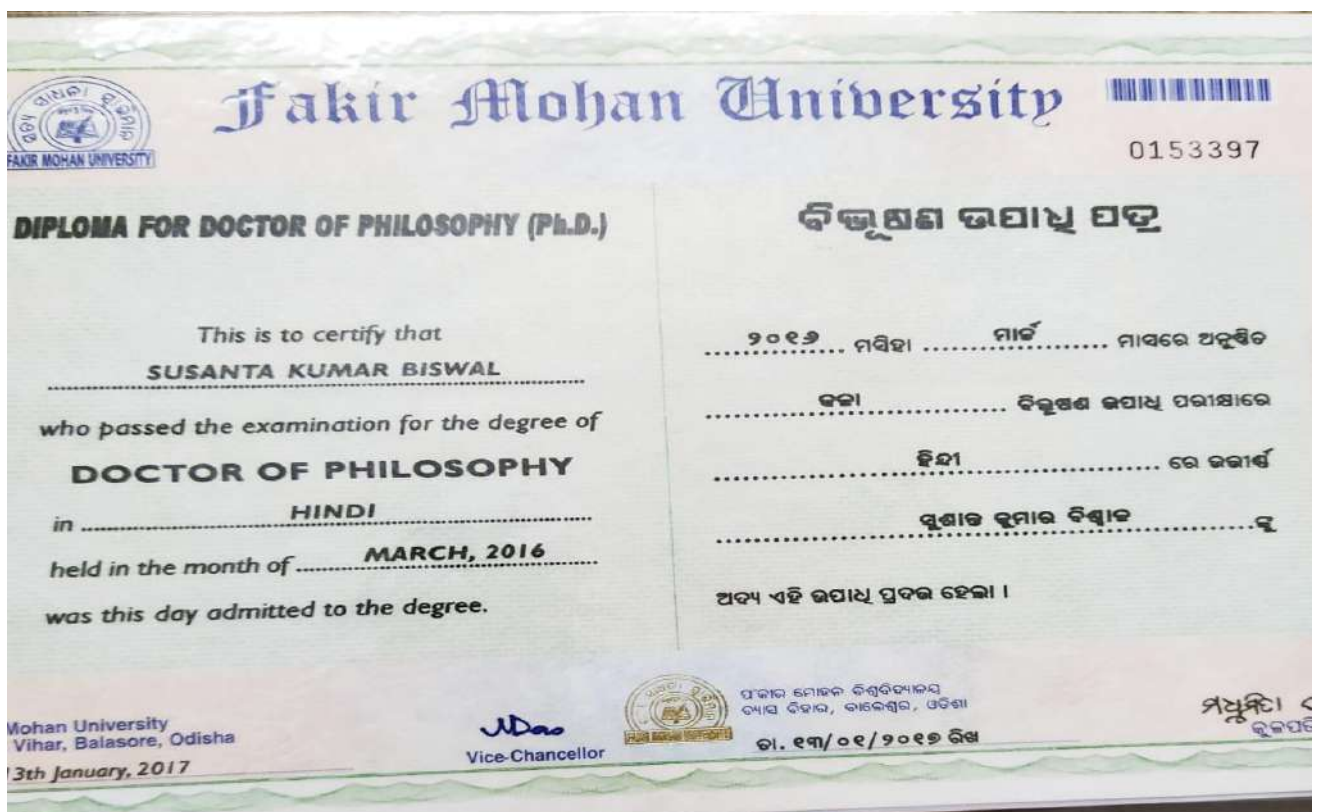 Fakir Mohan University
FAKIR MOHAN UNIVERSITY
0153397
DIPLOMA FOR DOCTOR OF PHILOSOPHY (Ph.D.)
This is to certify that
SUSANTA KUMAR BISWAL
who passed the examination for the degree of
DOCTOR OF PHILOSOPHY
in HINDI
held in the month of MARCH, 2016
was this day admitted to the degree.
Mohan University
Vihar, Balasore, Odisha
13th January, 2017
Vice-Chancellor
ବିଭୂଷଣ ଉପାଧି ପତ୍ର
୨୦୧୬ ମସିହା ମାର୍ଚ୍ଚ ମାସରେ ଅନୁଷ୍ଠିତ
କଳା ବିଭୂଷଣ ଉପାଧି ପରୀକ୍ଷାରେ
ହିନ୍ଦୀ ରେ ଉତ୍ତୀର୍ଣ୍ଣ
ସୁଶାନ୍ତ କୁମାର ବିଶ୍ୱାଳ ଙ୍କୁ
ଅଦ୍ୟ ଏହି ଉପାଧି ପ୍ରଦତ୍ତ ହେଲା ।
ଫକୀର ମୋହନ ବିଶ୍ୱବିଦ୍ୟାଳୟ
ବ୍ୟାସ ବିହାର, ବାଲେଶ୍ୱର, ଓଡିଶା
ତା. ୧୩/୦୧/୨୦୧୭ ରିଖ